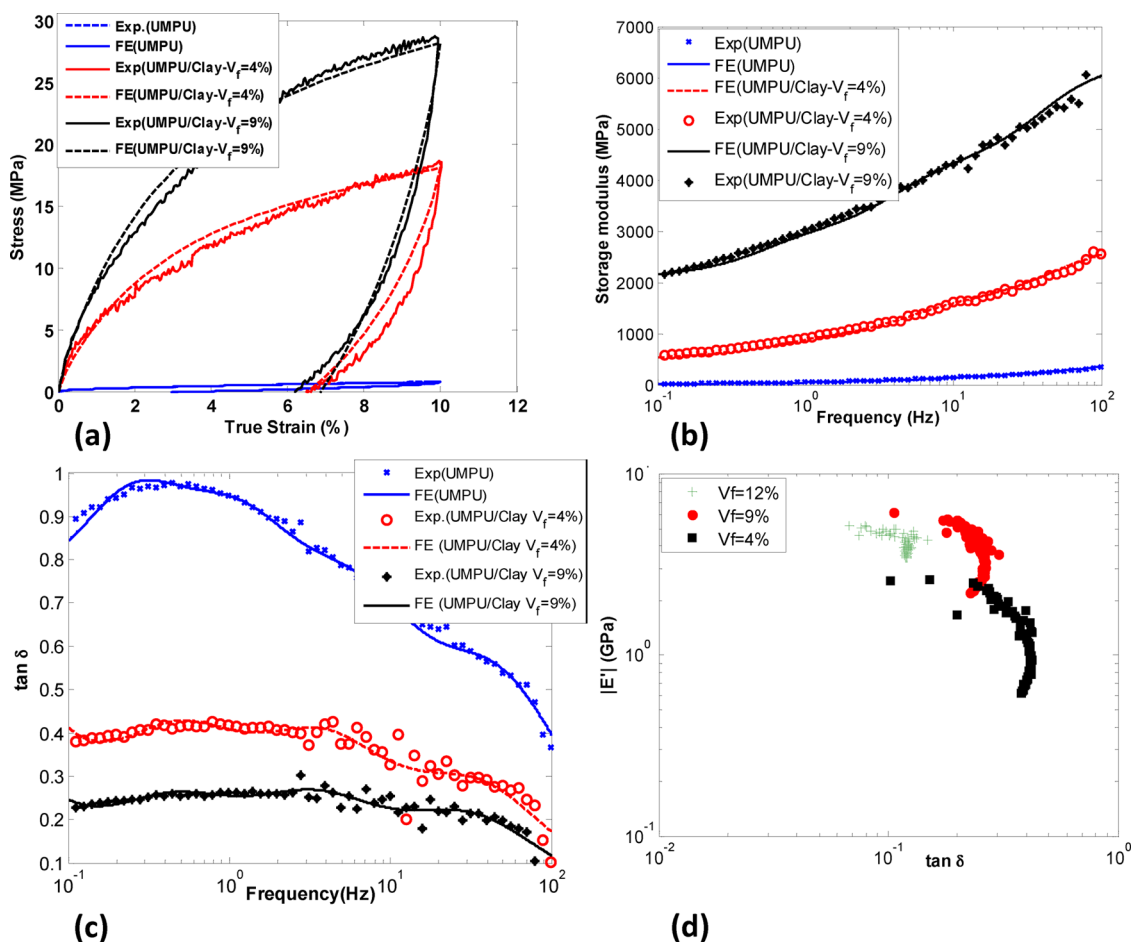 30
25
20
15
10
5
0
Stress (MPa)
Exp.(UMPU)
FE(UMPU)
Exp(UMPU/Clay-Vf=4%)
FE(UMPU/Clay-Vf=4%)
Exp(UMPU/Clay-Vf=9%)
FE(UMPU/Clay-Vf=9%)
0 2 4 6 8 10 12
True Strain (%)
(a)
7000
6000
5000
4000
3000
2000
1000
0
Storage modulus (MPa)
Exp(UMPU)
FE(UMPU)
FE(UMPU/Clay-Vf=4%)
Exp(UMPU/Clay-Vf=4%)
FE(UMPU/Clay-Vf=9%)
Exp(UMPU/Clay-Vf=9%)
10-1 100 101 102
Frequency (Hz)
(b)
1
0.9
0.8
0.7
0.6
0.5
0.4
0.3
0.2
0.1
tan δ
Exp(UMPU)
FE(UMPU)
Exp.(UMPU/Clay Vf=4%)
FE (UMPU/Clay Vf=4%)
Exp.(UMPU/Clay Vf=9%)
FE (UMPU/Clay Vf=9%)
10-1 100 101 102
Frequency(Hz)
(c)
101
100
10-1
|E'| (GPa)
Vf=12%
Vf=9%
Vf=4%
10-2 10-1 100
tan δ
(d)